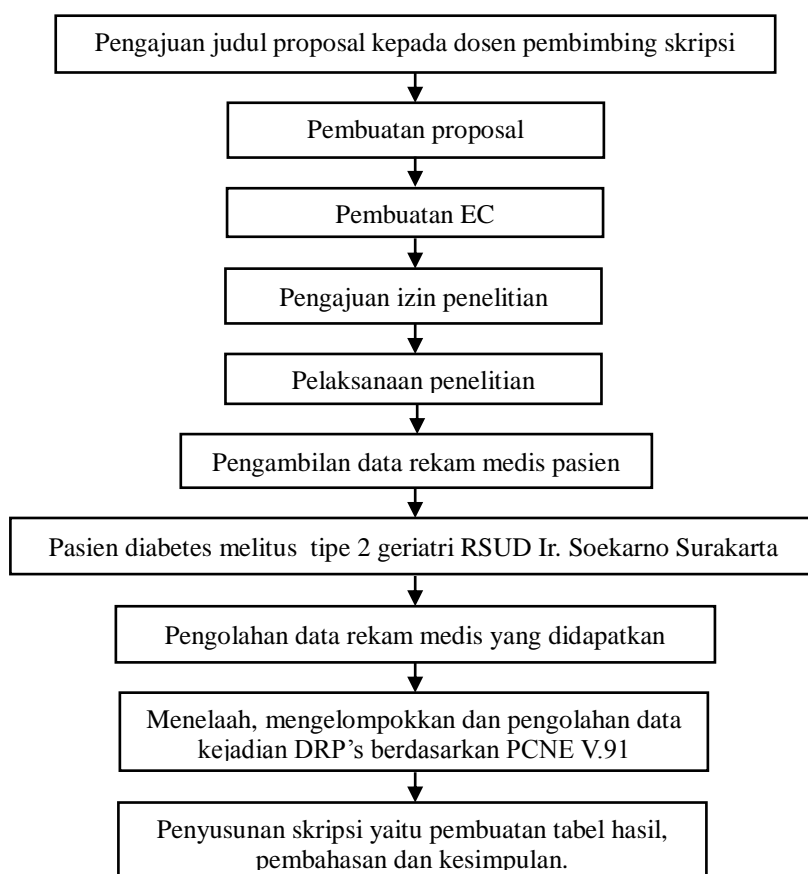 Pengajuan judul proposal kepada dosen pembimbing skripsi
Pembuatan proposal
Pembuatan EC
Pengajuan izin penelitian
Pelaksanaan penelitian
Pengambilan data rekam medis pasien
Pasien diabetes melitus tipe 2 geriatri RSUD Ir. Soekarno Surakarta
Pengolahan data rekam medis yang didapatkan
Menelaah, mengelompokkan dan pengolahan data
kejadian DRP’s berdasarkan PCNE V.91
Penyusunan skripsi yaitu pembuatan tabel hasil,
pembahasan dan kesimpulan.